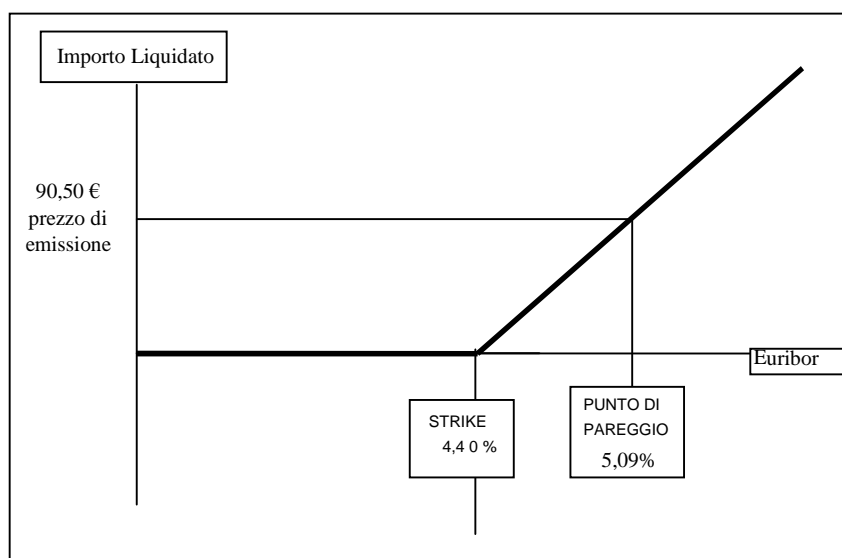 Importo Liquidato
90,50 €
prezzo di
emissione
Euribor
STRIKE
4,4 0 %
PUNTO DI
PAREGGIO
5,09%